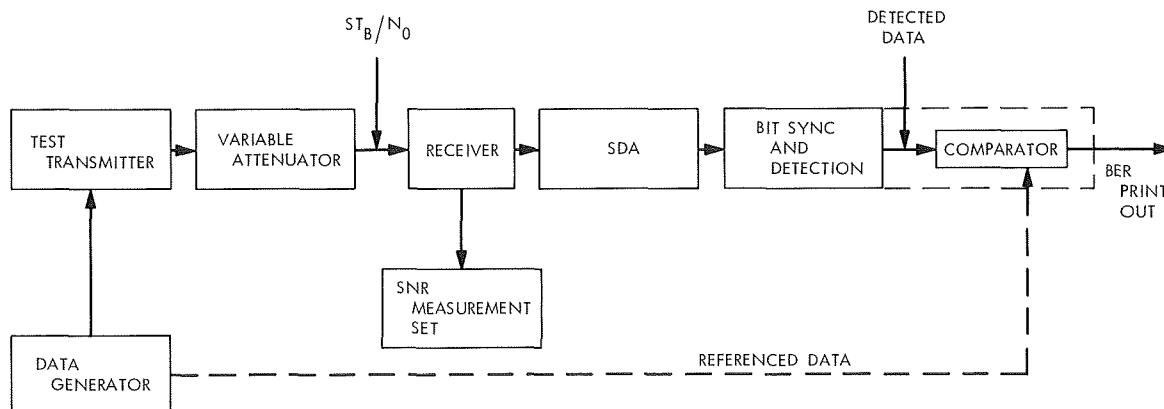 ST_B/N_0
DETECTED
DATA
TEST
TRANSMITTER
VARIABLE
ATTENUATOR
RECEIVER
SDA
BIT SYNC
AND
DETECTION
COMPARATOR
BER
PRINT
OUT
SNR
MEASUREMENT
SET
DATA
GENERATOR
REFERENCED DATA